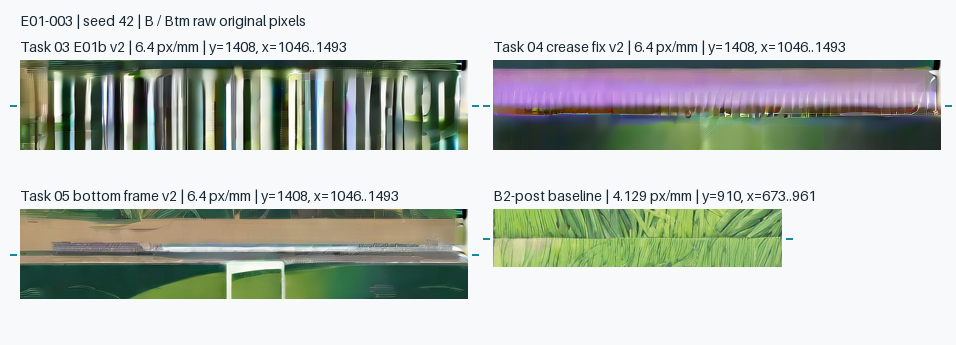 E01-003 | seed 42 | B / Btm raw original pixels
Task 03 E01b v2 | 6.4 px/mm | y=1408, x=1046..1493
Task 04 crease fix v2 | 6.4 px/mm | y=1408, x=1046..1493
Task 05 bottom frame v2 | 6.4 px/mm | y=1408, x=1046..1493
B2-post baseline | 4.129 px/mm | y=910, x=673..961